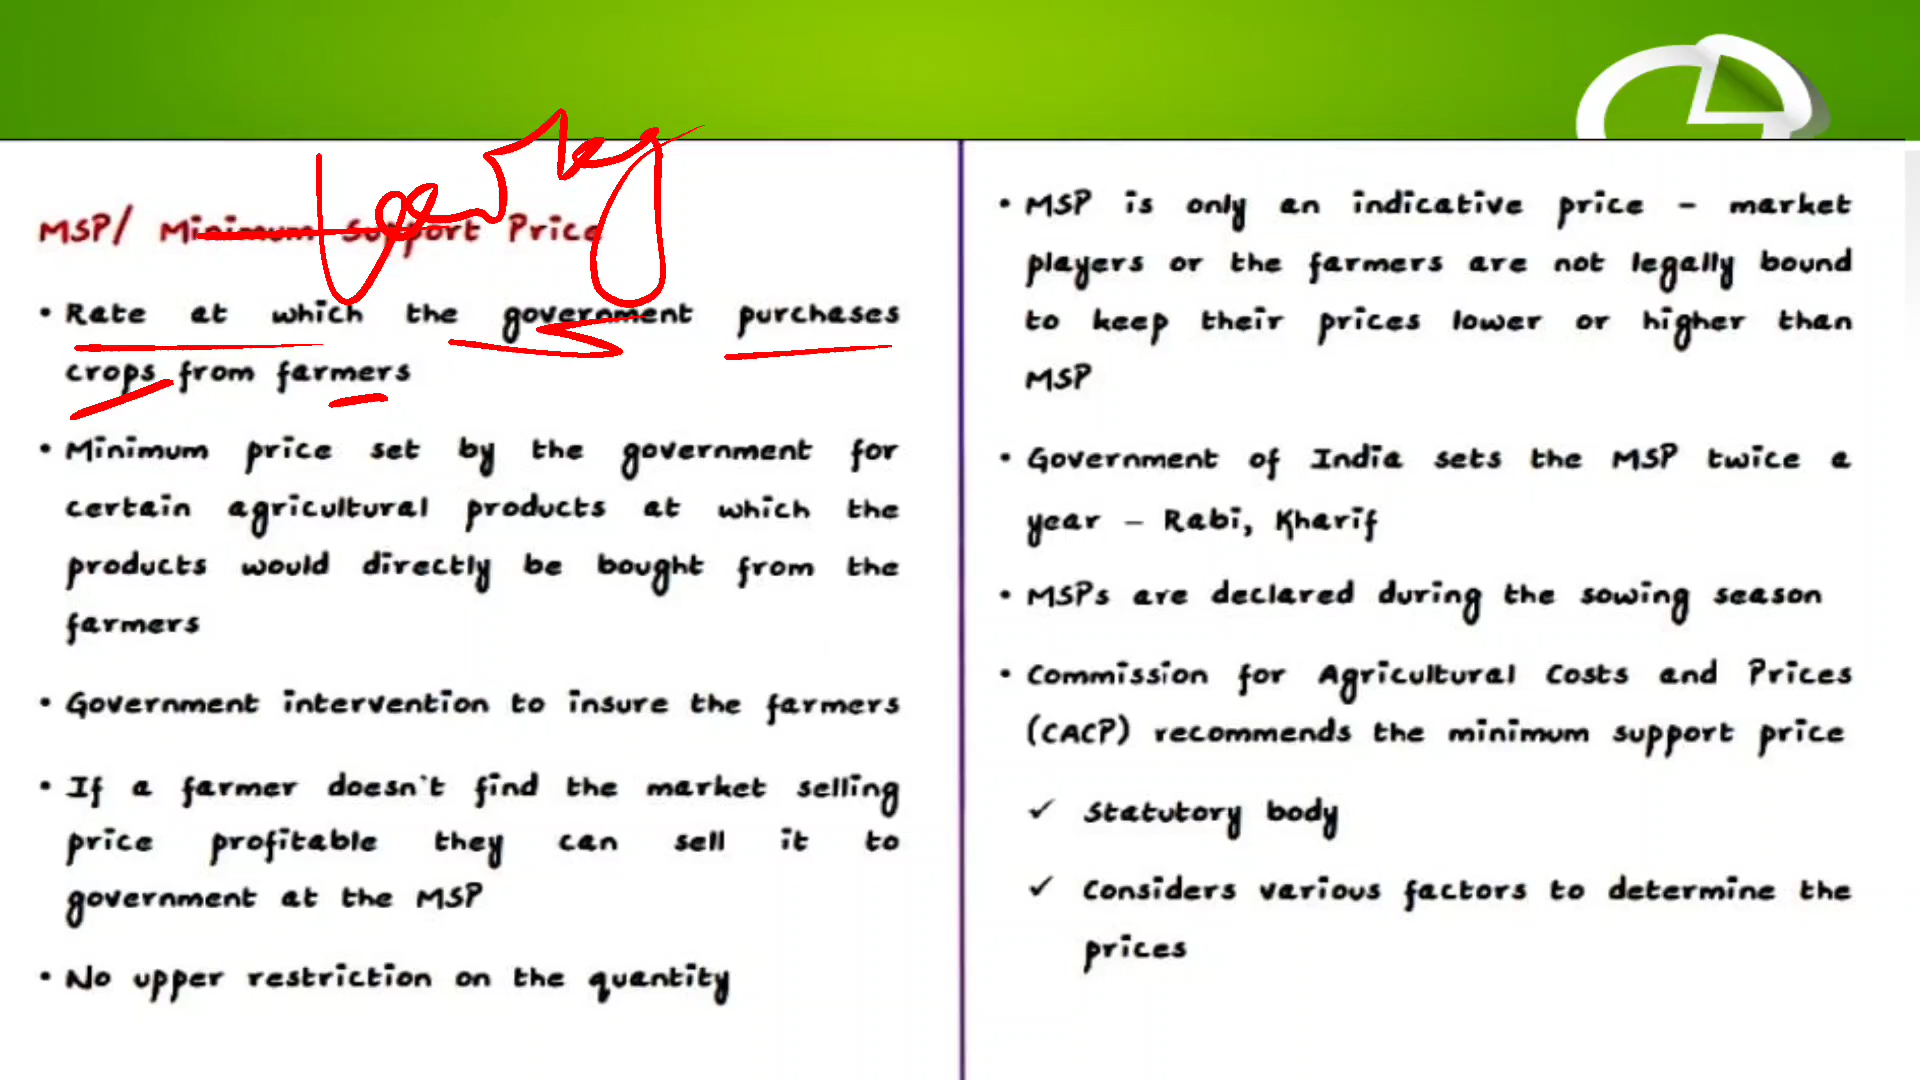 MSP/ Minimum Support Price
• Rate at which the government purchases
crops from farmers
• Minimum price set by the government for
certain agricultural products at which the
products would directly be bought from the
farmers
• Government intervention to insure the farmers
• If a farmer doesn't find the market selling
price profitable they can sell it to
government at the MSP
• No upper restriction on the quantity
• MSP is only an indicative price – market
players or the farmers are not legally bound
to keep their prices lower or higher than
MSP
• Government of India sets the MSP twice a
year – Rabi, Kharif
• MSPs are declared during the sowing season
• Commission for Agricultural Costs and Prices
(CACP) recommends the minimum support price
✓ Statutory body
✓ Considers various factors to determine the
prices